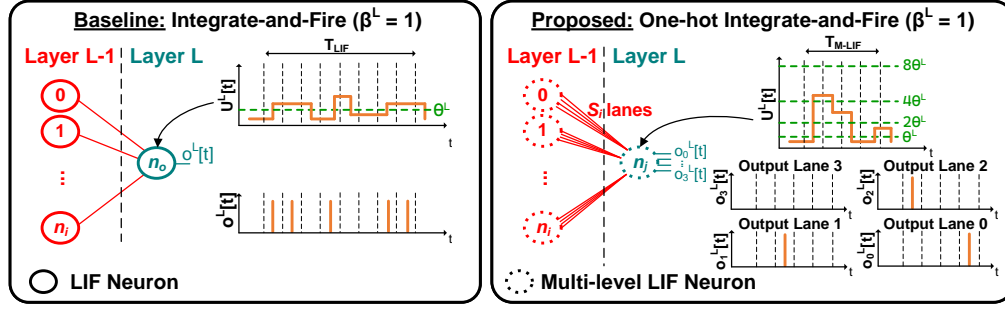 Baseline: Integrate-and-Fire (β^L = 1)
T_LIF
Layer L-1
Layer L
0
1
⋮
n_i
n_o
o^L[t]
U^L[t]
θ^L
t
o^L[t]
t
LIF Neuron
Proposed: One-hot Integrate-and-Fire (β^L = 1)
T_M-LIF
Layer L-1
Layer L
0
1
⋮
n_i
S_i lanes
n_j
o_0^L[t]
⋮
o_3^L[t]
U^L[t]
8θ^L
4θ^L
2θ^L
θ^L
t
Output Lane 3
o_3^L[t]
t
Output Lane 2
o_2^L[t]
t
Output Lane 1
o_1^L[t]
t
Output Lane 0
o_0^L[t]
t
Multi-level LIF Neuron